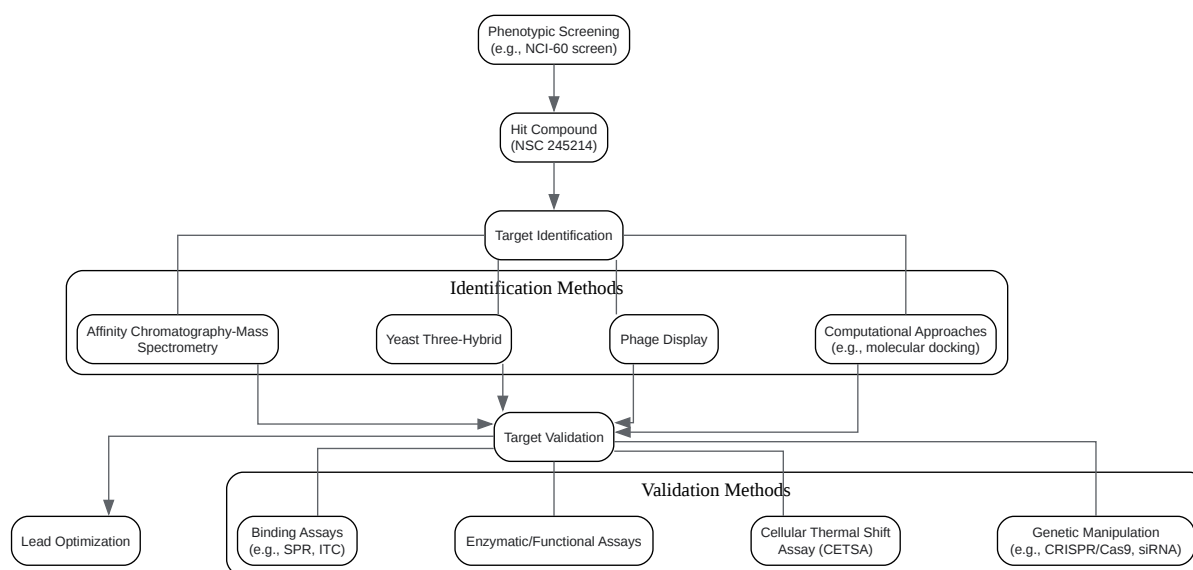 Phenotypic Screening
(e.g., NCI-60 screen)
Hit Compound
(NSC 245214)
Target Identification
Identification Methods
Affinity Chromatography-Mass
Spectrometry
Yeast Three-Hybrid
Phage Display
Computational Approaches
(e.g., molecular docking)
Target Validation
Validation Methods
Lead Optimization
Binding Assays
(e.g., SPR, ITC)
Enzymatic/Functional Assays
Cellular Thermal Shift
Assay (CETSA)
Genetic Manipulation
(e.g., CRISPR/Cas9, siRNA)